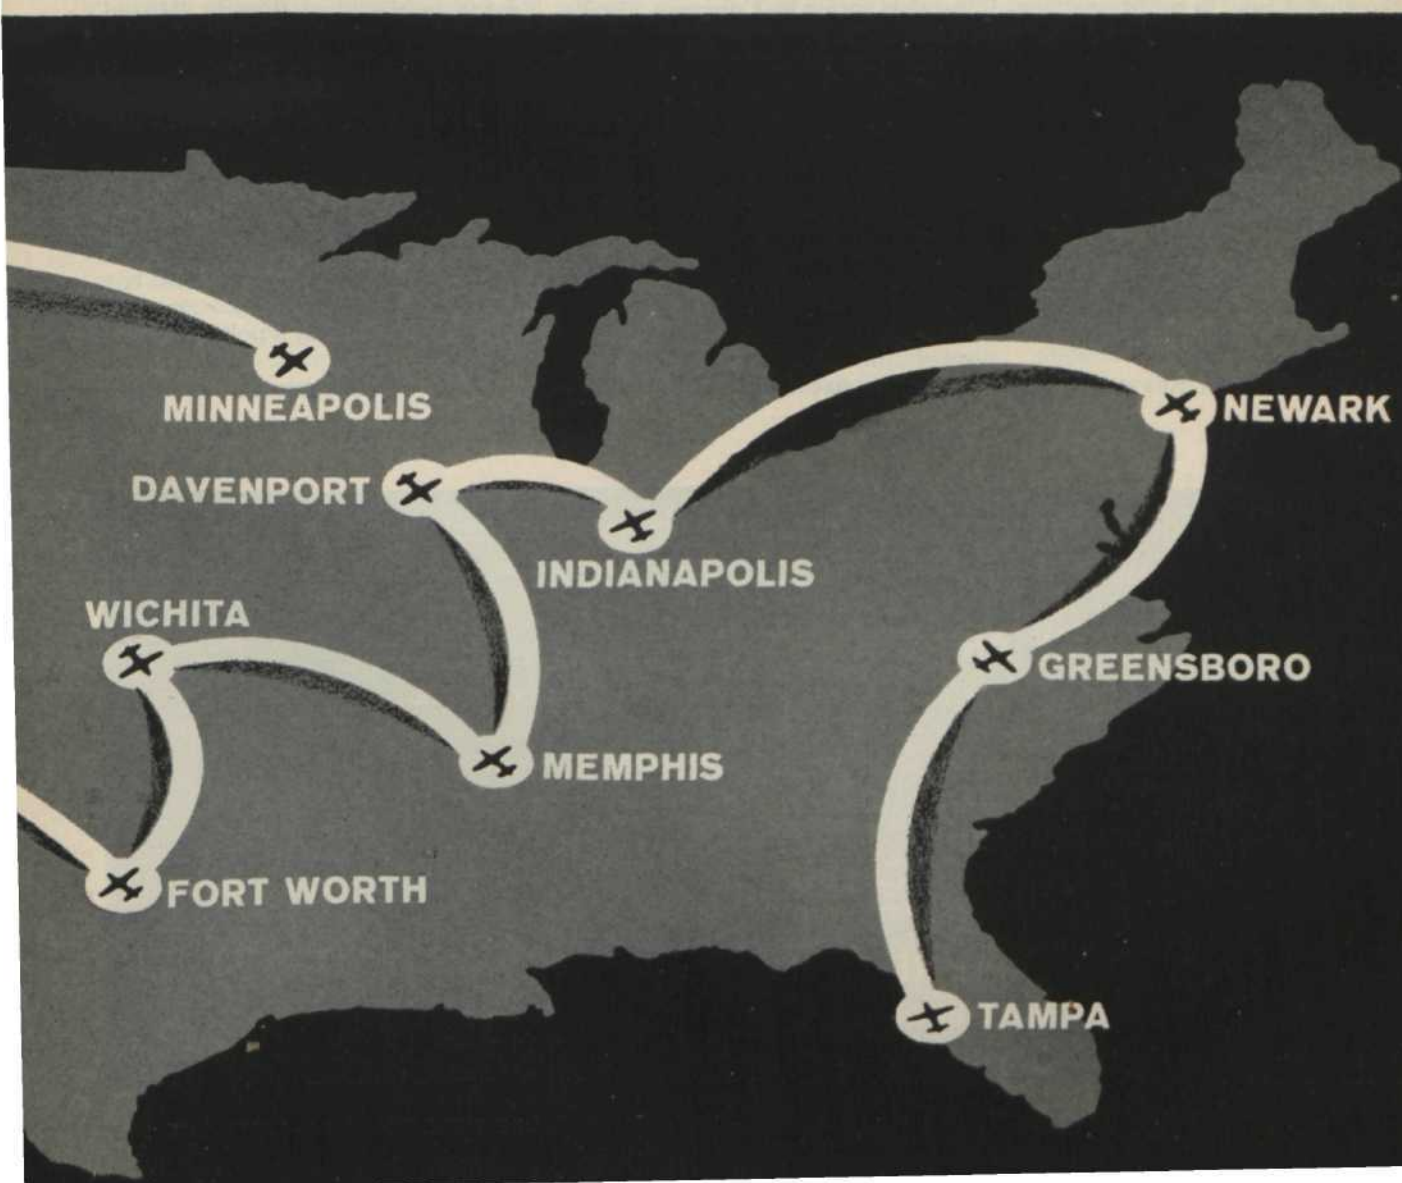 MINNEAPOLIS
NEWARK
DAVENPORT
INDIANAPOLIS
WICHITA
GREENSBORO
MEMPHIS
FORT WORTH
TAMPA